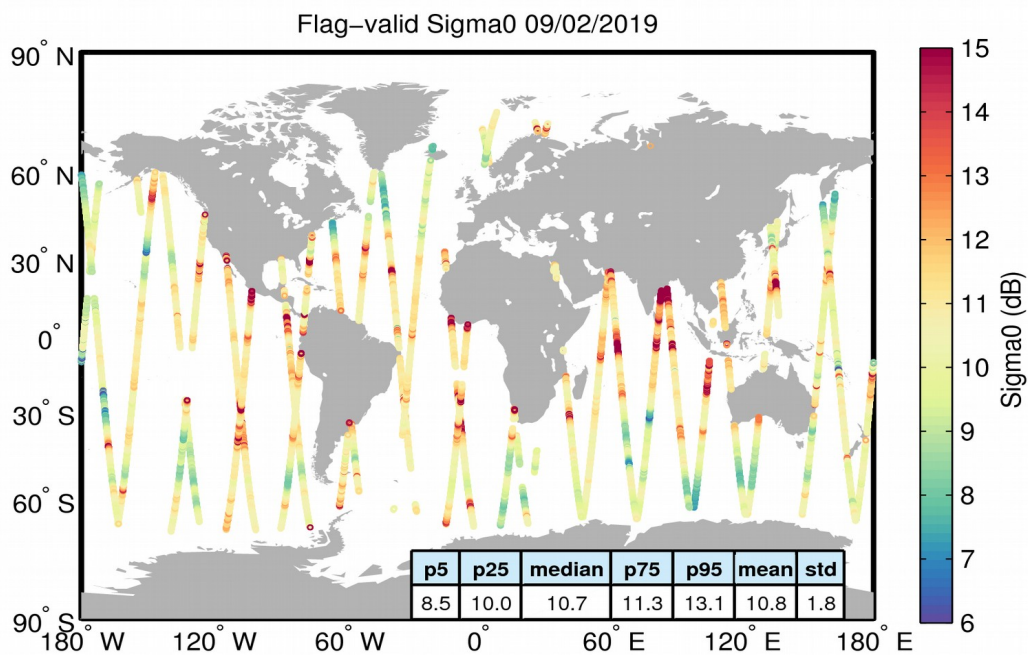 Flag−valid Sigma0 09/02/2019
90° N
60° N
30° N
0°
30° S
60° S
90° S
180° W
120° W
60° W
0°
60° E
120° E
180° E
p5 p25 median p75 p95 mean std
8.5 10.0 10.7 11.3 13.1 10.8 1.8
15
14
13
12
11
10
9
8
7
6
Sigma0 (dB)